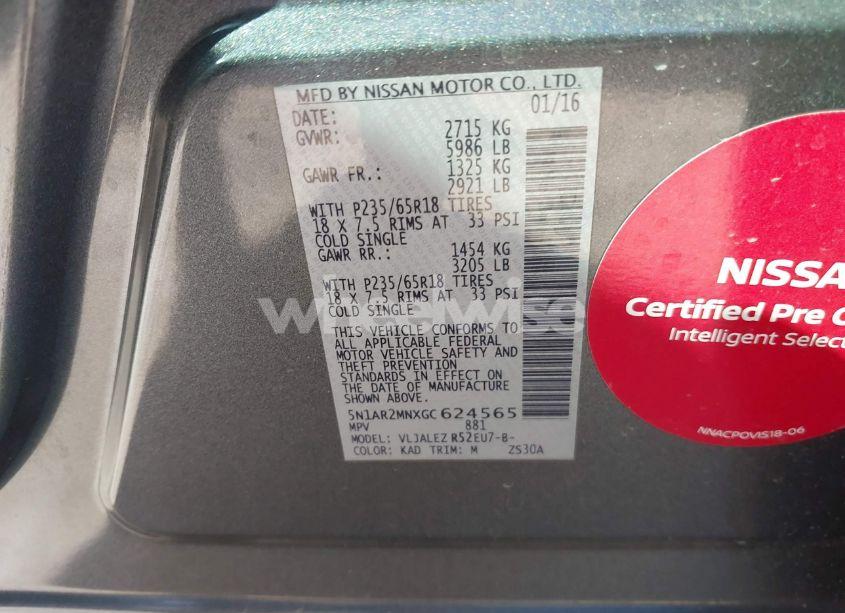 MFD BY NISSAN MOTOR CO., LTD.
DATE: 01/16
GVWR: 2715 KG
5986 LB
GAWR FR.: 1325 KG
2921 LB
WITH P235/65R18 TIRES
18 X 7.5 RIMS AT 33 PSI
COLD SINGLE
GAWR RR.: 1454 KG
3205 LB
WITH P235/65R18 TIRES
18 X 7.5 RIMS AT 33 PSI
COLD SINGLE
THIS VEHICLE CONFORMS TO
ALL APPLICABLE FEDERAL
MOTOR VEHICLE SAFETY AND
THEFT PREVENTION
STANDARDS IN EFFECT ON
THE DATE OF MANUFACTURE
SHOWN ABOVE.
5N1AR2MNXGC624565
MPV 881
MODEL: VLJALEZ R52EU7-B-
COLOR: KAD TRIM: M ZS30A
NISSA
Certified Pre
Intelligent Selec
NNACPOVIS18-06